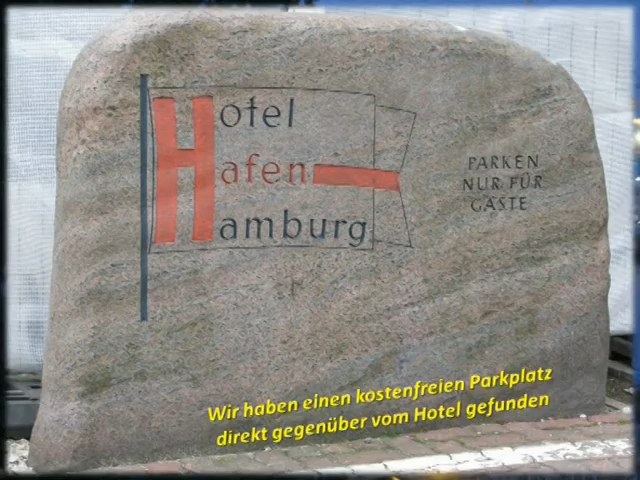 Hotel
Hafen
Hamburg
PARKEN
NUR FÜR
GÄSTE
Wir haben einen kostenfreien Parkplatz
direkt gegenüber vom Hotel gefunden